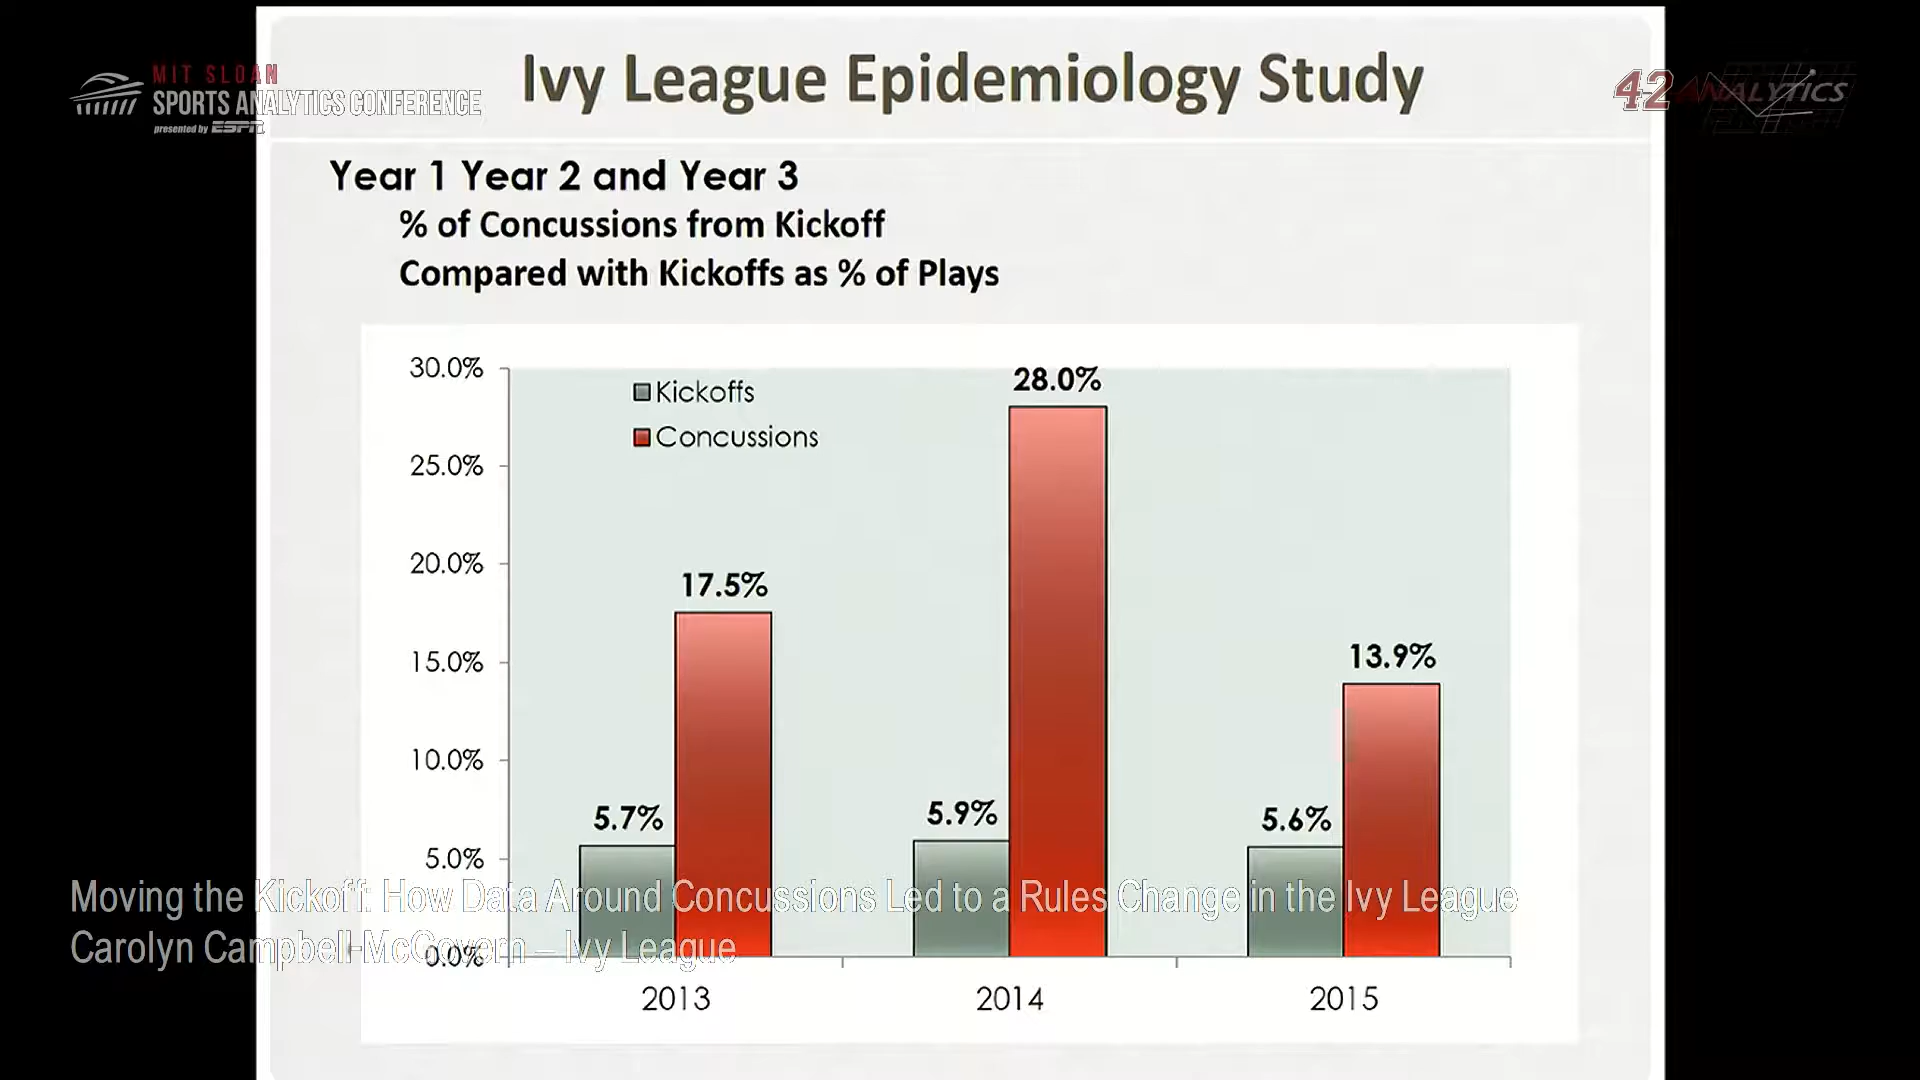 MIT SLOAN
SPORTS ANALYTICS CONFERENCE
presented by ESPN
Ivy League Epidemiology Study
42 ANALYTICS
Year 1 Year 2 and Year 3
% of Concussions from Kickoff
Compared with Kickoffs as % of Plays
30.0%
25.0%
20.0%
15.0%
10.0%
5.0%
0.0%
Kickoffs
Concussions
5.7%
17.5%
5.9%
28.0%
5.6%
13.9%
2013
2014
2015
Moving the Kickoff: How Data Around Concussions Led to a Rules Change in the Ivy League
Carolyn Campbell-McGovern – Ivy League